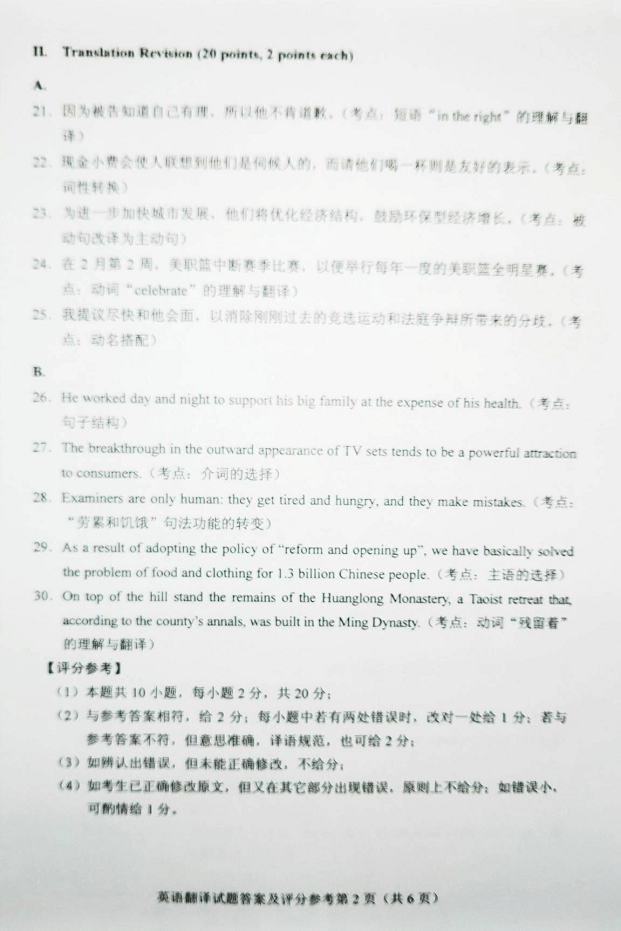 II. Translation Revision (20 points, 2 points each)
A.
21. 因为被告知道自己有理，所以他不肯道歉。（考点：短语“in the right”的理解与翻
译）
22. 现金小费会使人联想到他们是伺候人的，而请他们喝一杯则是友好的表示。（考点：
词性转换）
23. 为进一步加快城市发展，他们将优化经济结构，鼓励环保型经济增长。（考点：被
动句改译为主动句）
24. 在 2 月第 2 周，美职篮中断赛季比赛，以便举行每年一度的美职篮全明星赛。（考
点：动词“celebrate”的理解与翻译）
25. 我提议尽快和他会面，以消除刚刚过去的竞选运动和法庭争辩所带来的分歧。（考
点：动名搭配）
B.
26. He worked day and night to support his big family at the expense of his health.（考点：
句子结构）
27. The breakthrough in the outward appearance of TV sets tends to be a powerful attraction
to consumers.（考点：介词的选择）
28. Examiners are only human: they get tired and hungry, and they make mistakes.（考点：
“劳累和饥饿”句法功能的转变）
29. As a result of adopting the policy of “reform and opening up”, we have basically solved
the problem of food and clothing for 1.3 billion Chinese people.（考点：主语的选择）
30. On top of the hill stand the remains of the Huanglong Monastery, a Taoist retreat that,
according to the county’s annals, was built in the Ming Dynasty.（考点：动词“残留着”
的理解与翻译）
【评分参考】
（1）本题共 10 小题，每小题 2 分，共 20 分；
（2）与参考答案相符，给 2 分；每小题中若有两处错误时，改对一处给 1 分；若与
参考答案不符，但意思准确，译语规范，也可给 2 分；
（3）如辨认出错误，但未能正确修改，不给分；
（4）如考生已正确修改原文，但又在其它部分出现错误，原则上不给分；如错误小，
可酌情给 1 分。
英语翻译试题答案及评分参考第 2 页（共 6 页）